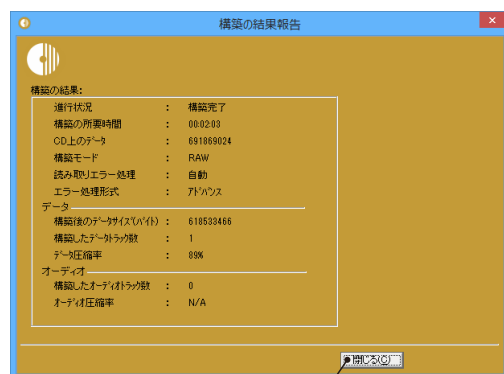 構築の結果報告
構築の結果:
進行状況 : 構築完了
構築の所要時間 : 00:02:03
CD上のﾃﾞｰﾀ : 691869024
構築モード : RAW
読み取りエラー処理 : 自動
エラー処理形式 : ｱﾄﾞﾊﾞﾝｽ
データ
構築後のﾃﾞｰﾀｻｲｽﾞ(ﾊﾞｲﾄ) : 618533466
構築したﾃﾞｰﾀﾄﾗｯｸ数 : 1
ﾃﾞｰﾀ圧縮率 : 89%
オーディオ
構築したｵｰﾃﾞｨｵﾄﾗｯｸ数 : 0
ｵｰﾃﾞｨｵ圧縮率 : N/A
閉じる(C)